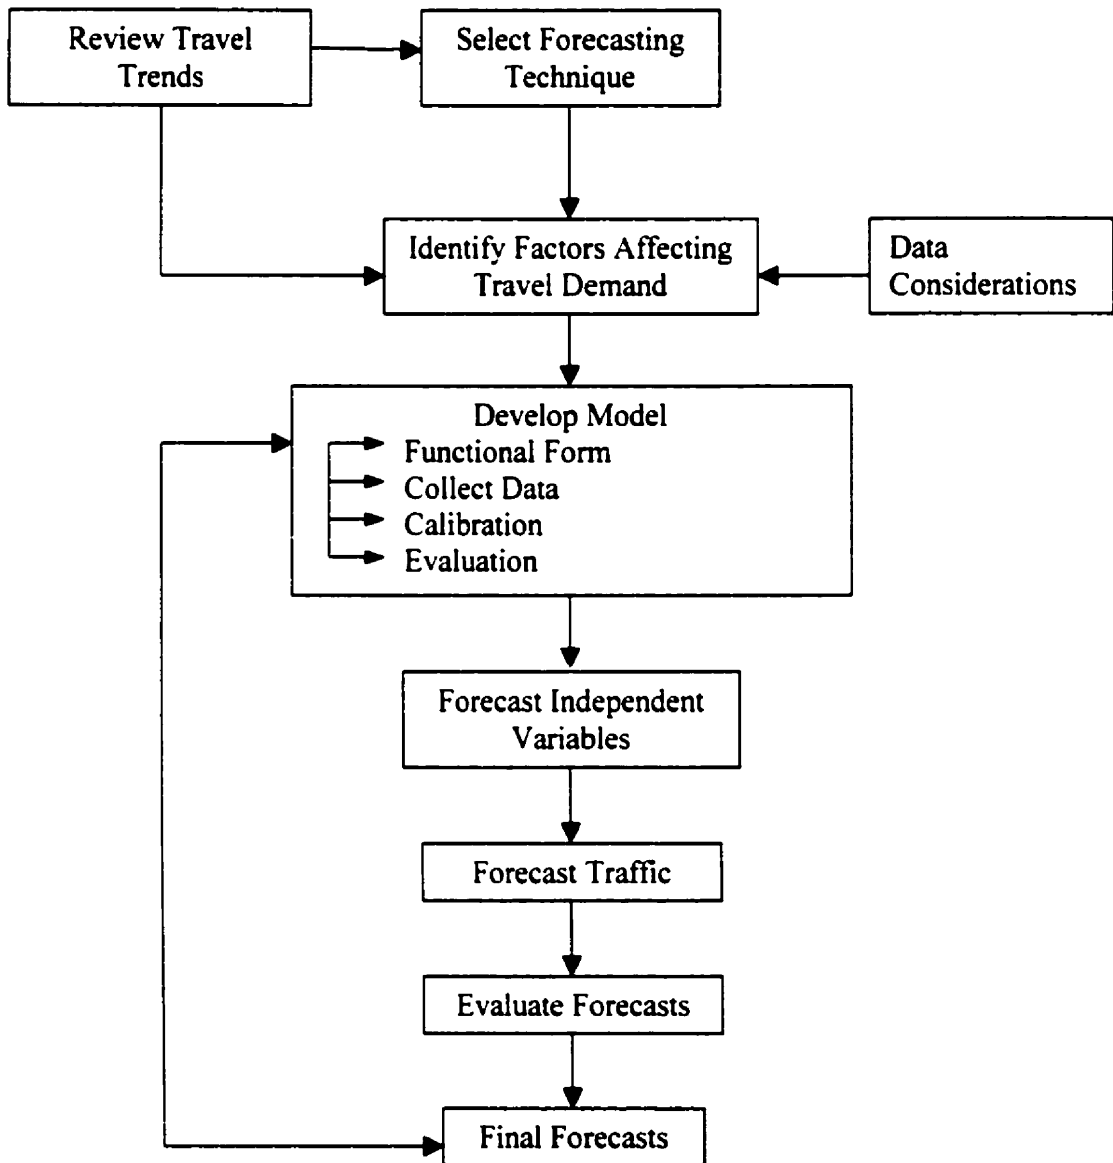 Review Travel
Trends
Select Forecasting
Technique
Identify Factors Affecting
Travel Demand
Data
Considerations
Develop Model
Functional Form
Collect Data
Calibration
Evaluation
Forecast Independent
Variables
Forecast Traffic
Evaluate Forecasts
Final Forecasts